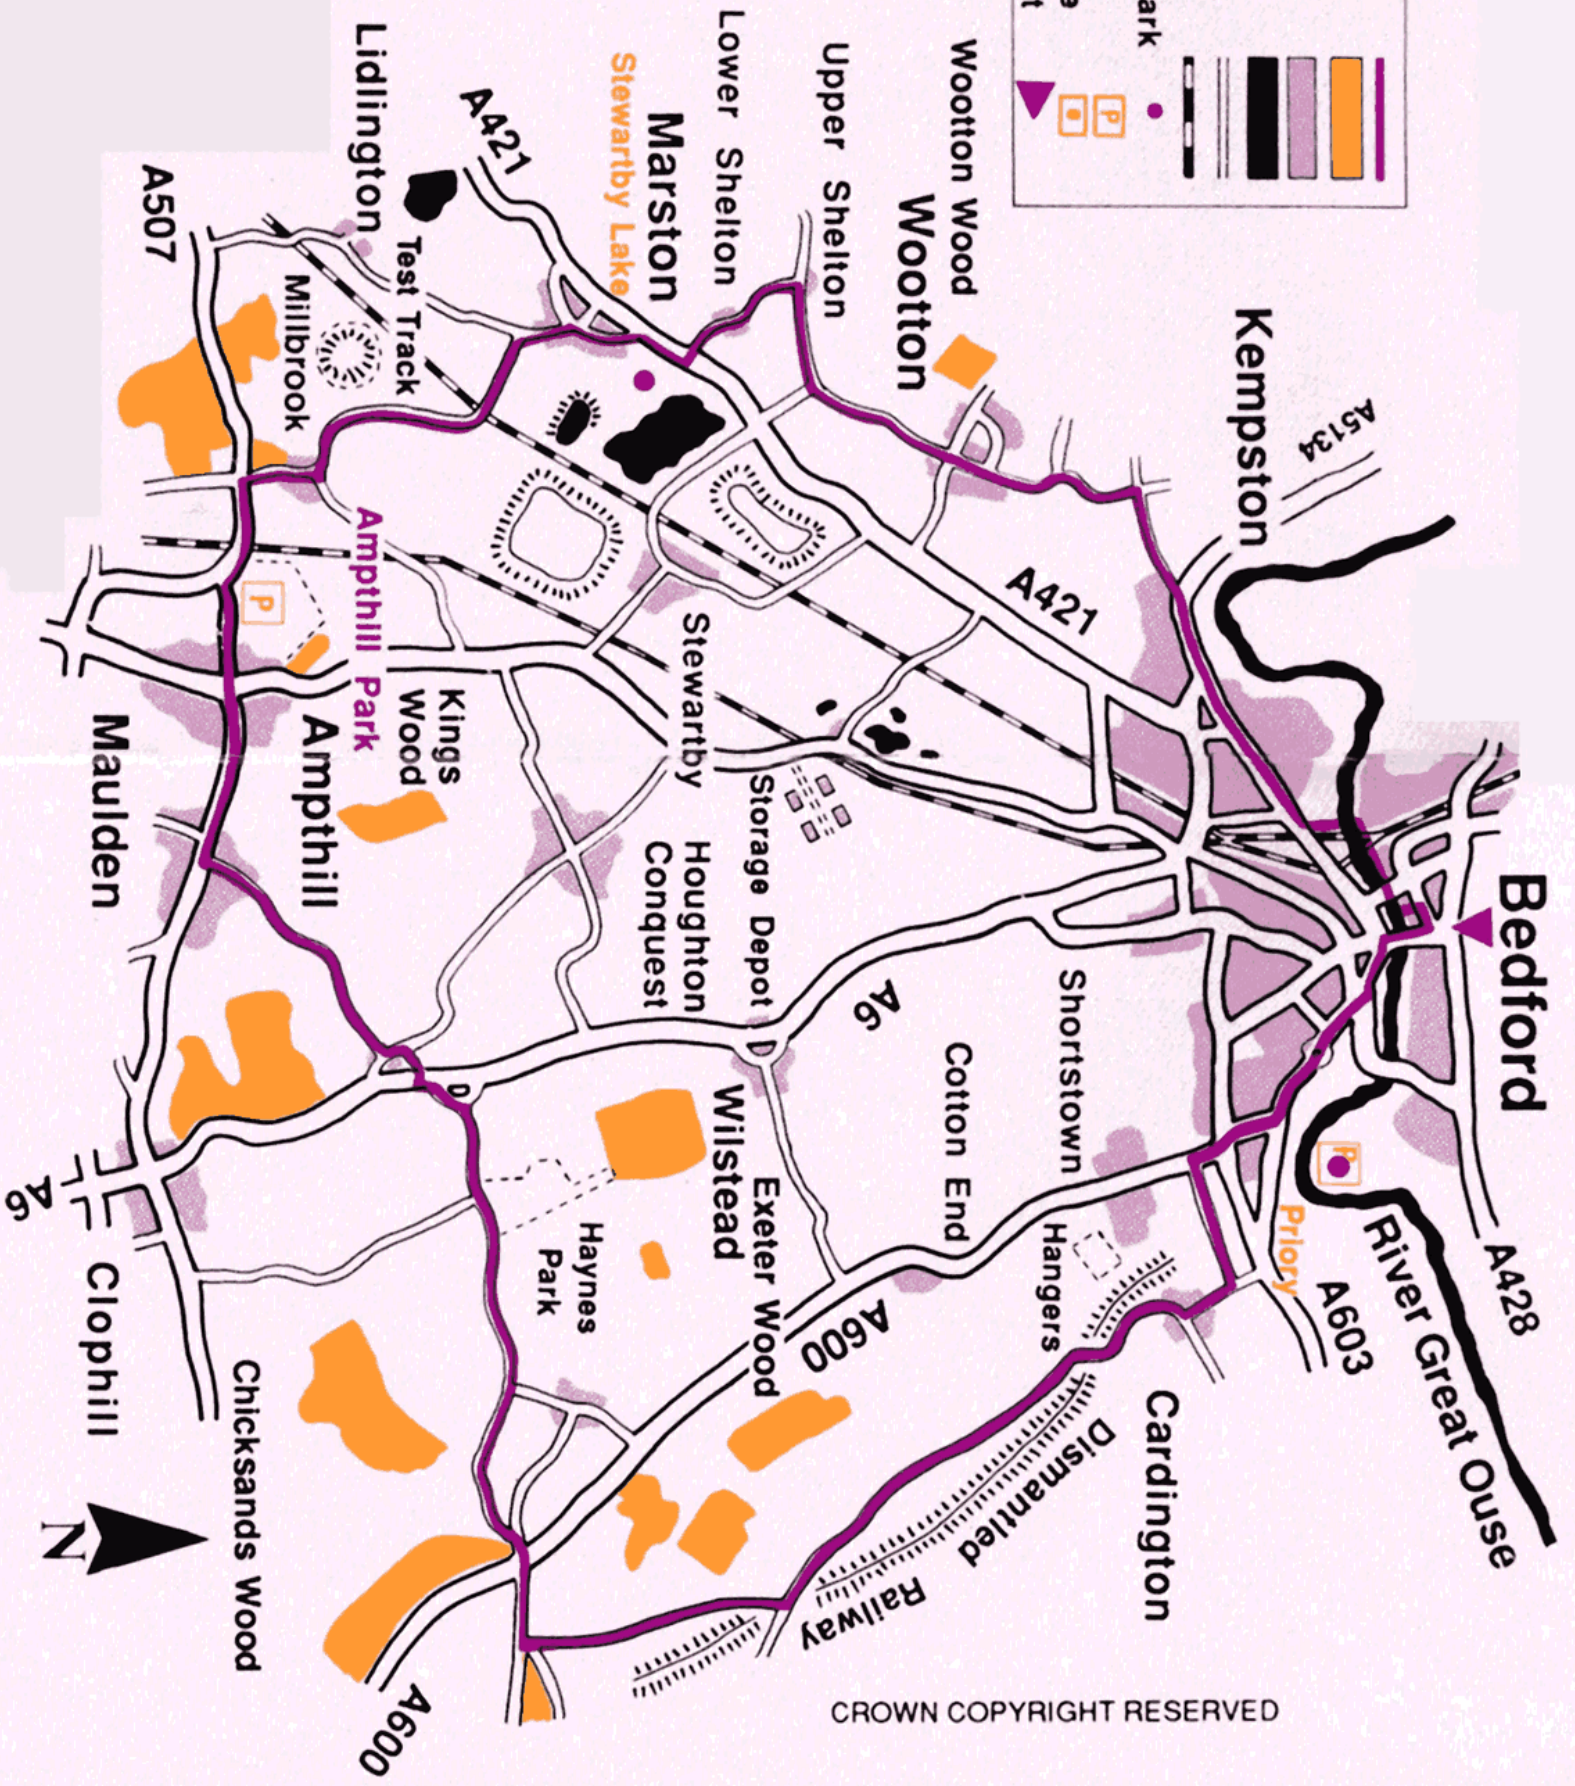 ark
e
t
P
Bedford
A428
River Great Ouse
A603
Priory
P
Kempston
A5134
A421
Shortstown
Cardington
Hangers
Cotton End
A6
A600
Dismantled
Railway
Wootton Wood
Wootton
Upper Shelton
Lower Shelton
Marston
Stewartby Lake
A421
Stewartby
Storage Depot
Houghton
Conquest
Wilstead
Exeter Wood
Haynes
Park
Lidlington
Test Track
Millbrook
A507
Ampthill Park
P
Kings
Wood
Ampthill
Maulden
Clophill
A6
Chicksands Wood
A600
N
CROWN COPYRIGHT RESERVED